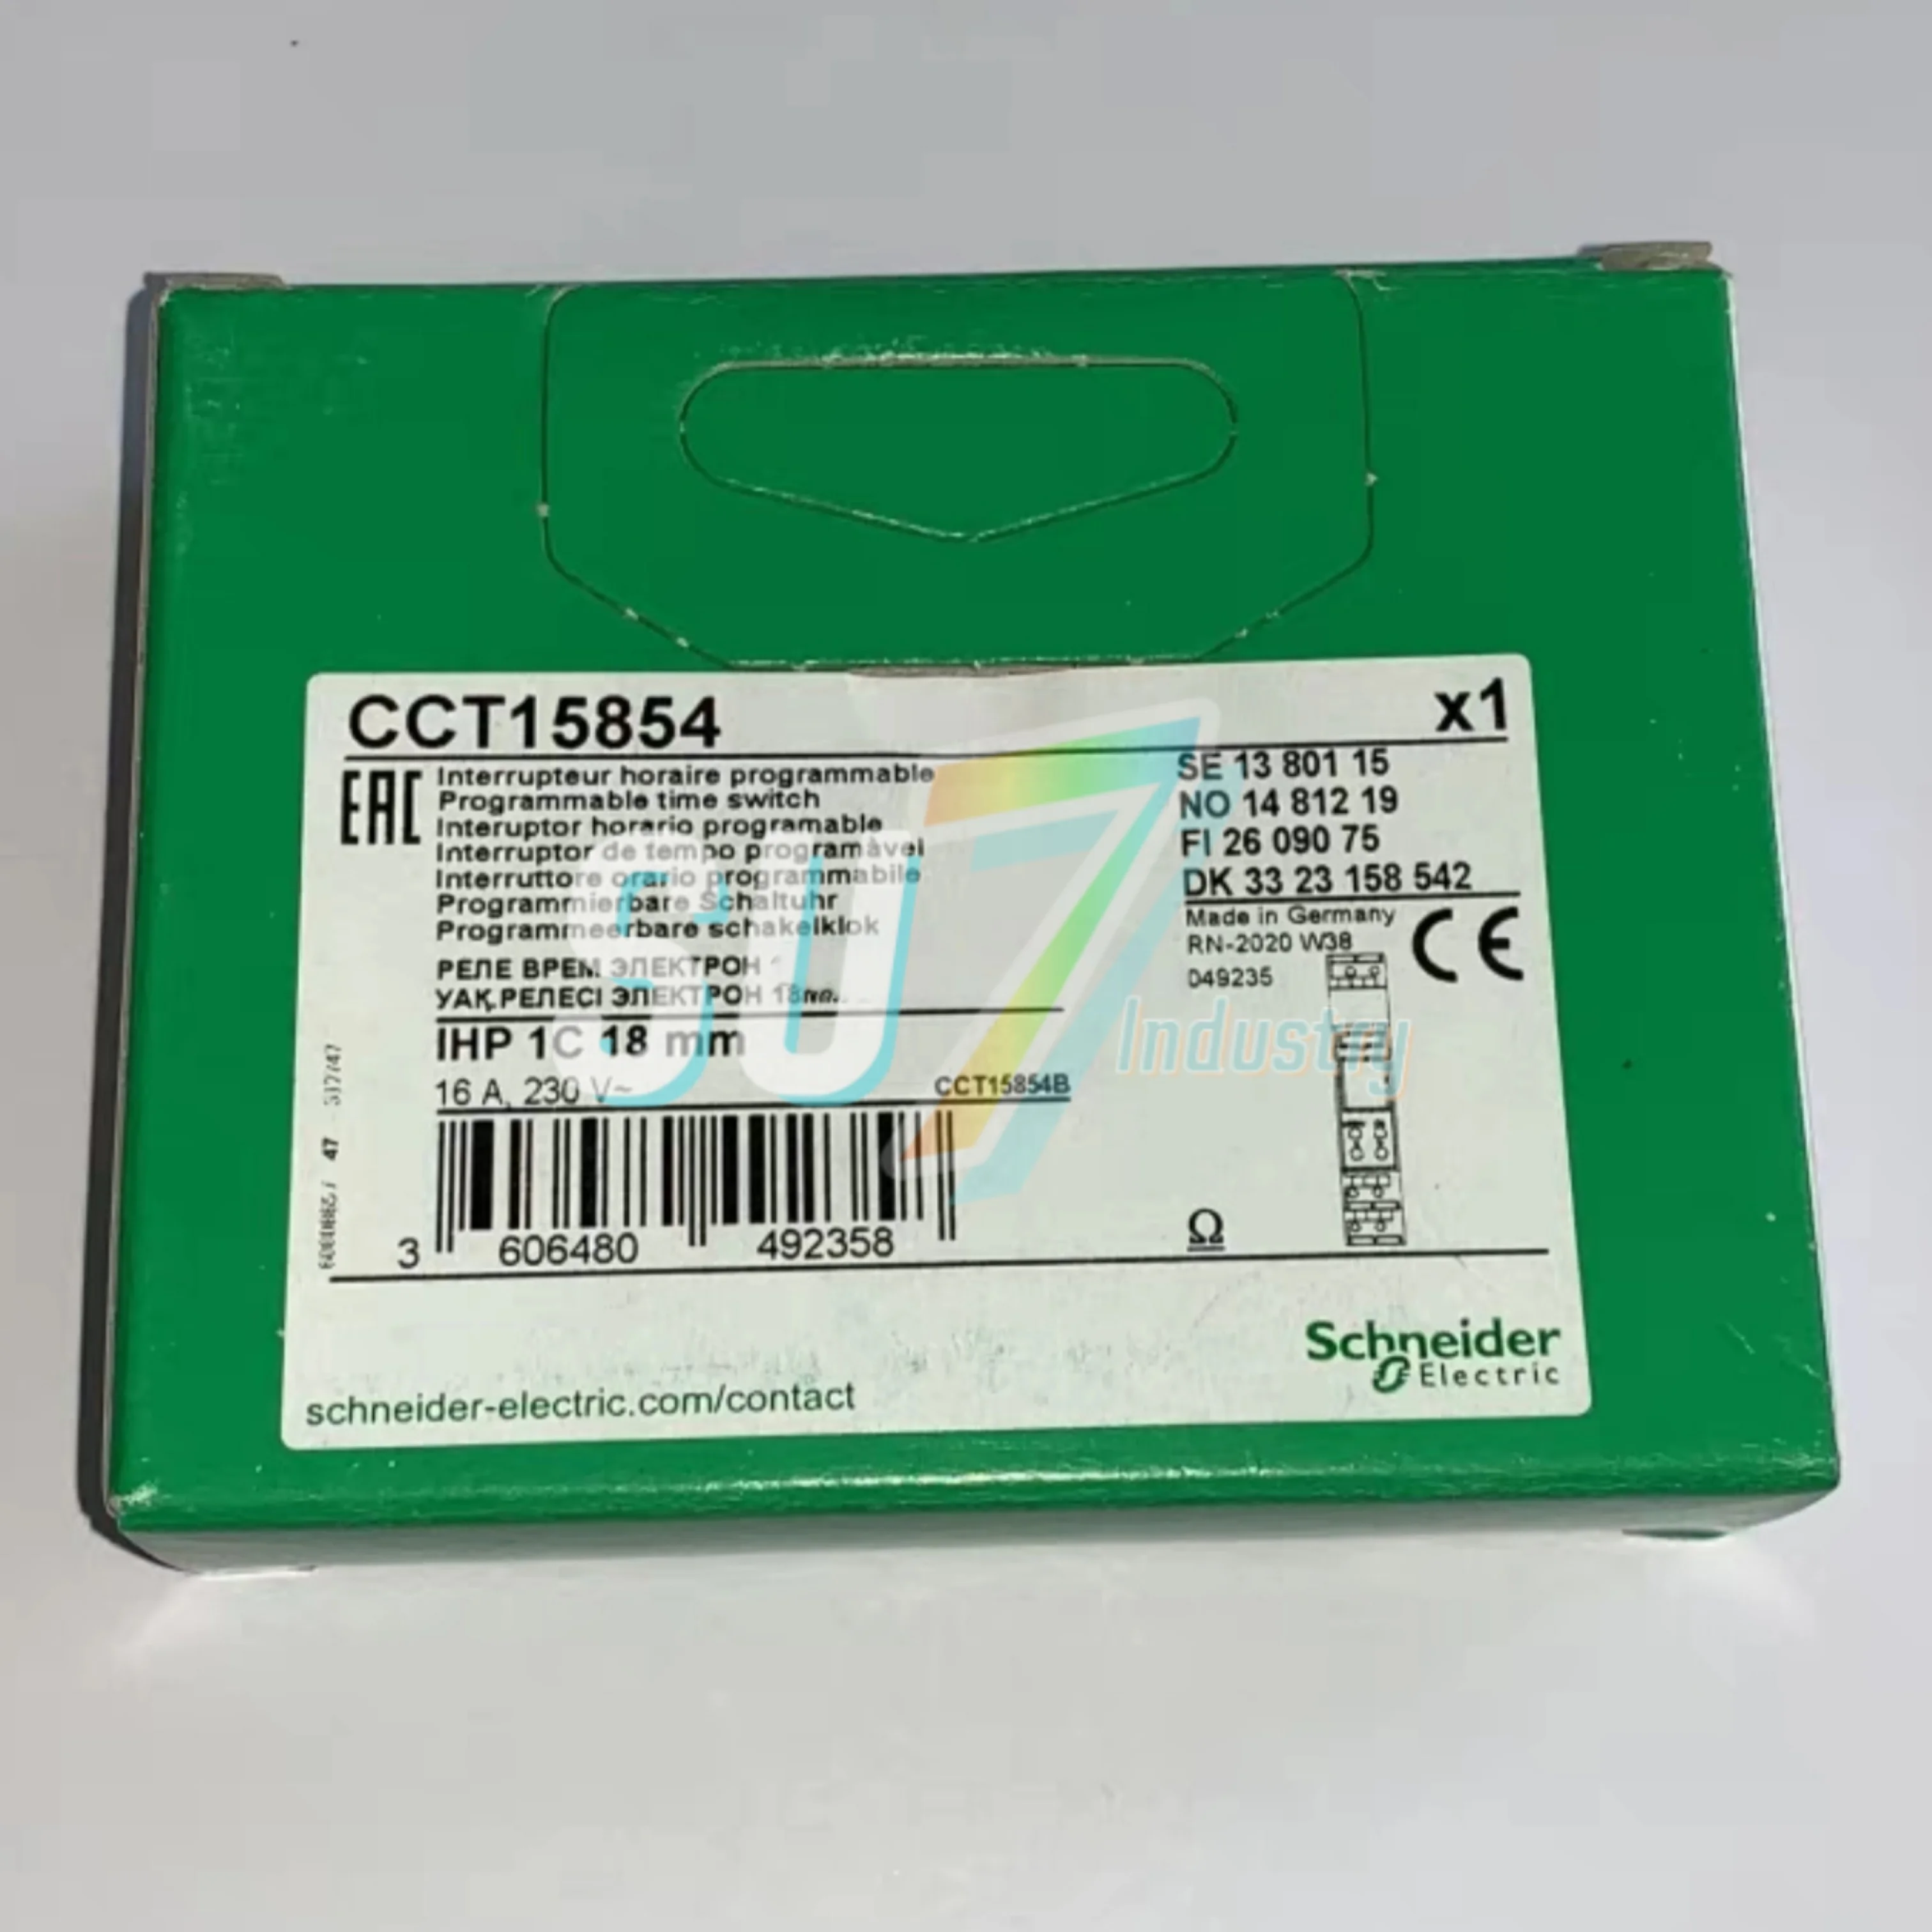 CCT15854
x1
EAC
Interrupteur horaire programmable
Programmable time switch
Interuptor horario programable
Interruptor de tempo programàvel
Interruttore orario programmabile
Programmierbare Schaltuhr
Programmeerbare schakelklok
РЕЛЕ ВРЕМ. ЭЛЕКТРОН
УАҚ.РЕЛЕСІ ЭЛЕКТРОН
IHP 1C 18 mm
16 A, 230 V~
CCT15854B
SE 13 801 15
NO 14 812 19
FI 26 090 75
DK 33 23 158 542
Made in Germany
RN-2020 W38
049235
CE
SU7
Industry
47
3 606480 492358
Ω
Schneider
Electric
schneider-electric.com/contact